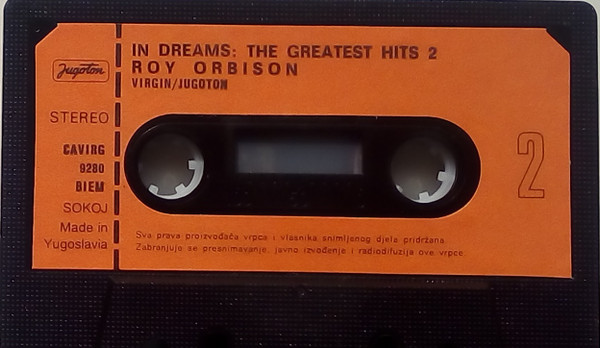 Jugoton
IN DREAMS: THE GREATEST HITS 2
ROY ORBISON
VIRGIN/JUGOTON
STEREO
CAVIRG
9280
BIEM
SOKOJ
Made in
Yugoslavia
2
Sva prava proizvođača vrpce i vlasnika snimljenog djela pridržana.
Zabranjuje se presnimavanje, javno izvođenje i radiodifuzija ove vrpce.